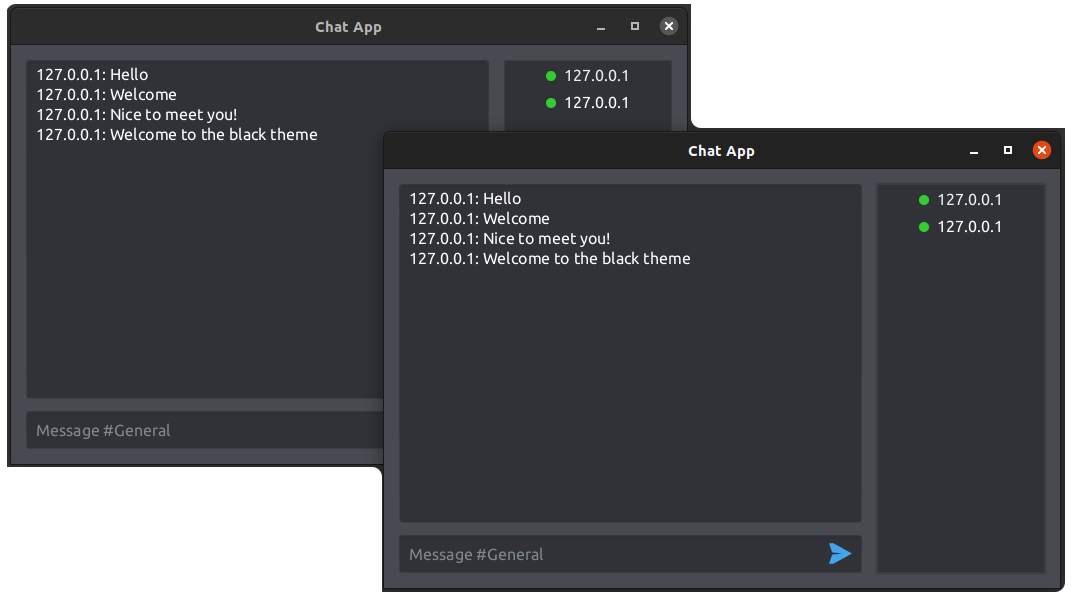 Chat App
127.0.0.1: Hello
127.0.0.1: Welcome
127.0.0.1: Nice to meet you!
127.0.0.1: Welcome to the black theme
127.0.0.1
127.0.0.1
Message #General
Chat App
127.0.0.1: Hello
127.0.0.1: Welcome
127.0.0.1: Nice to meet you!
127.0.0.1: Welcome to the black theme
127.0.0.1
127.0.0.1
Message #General